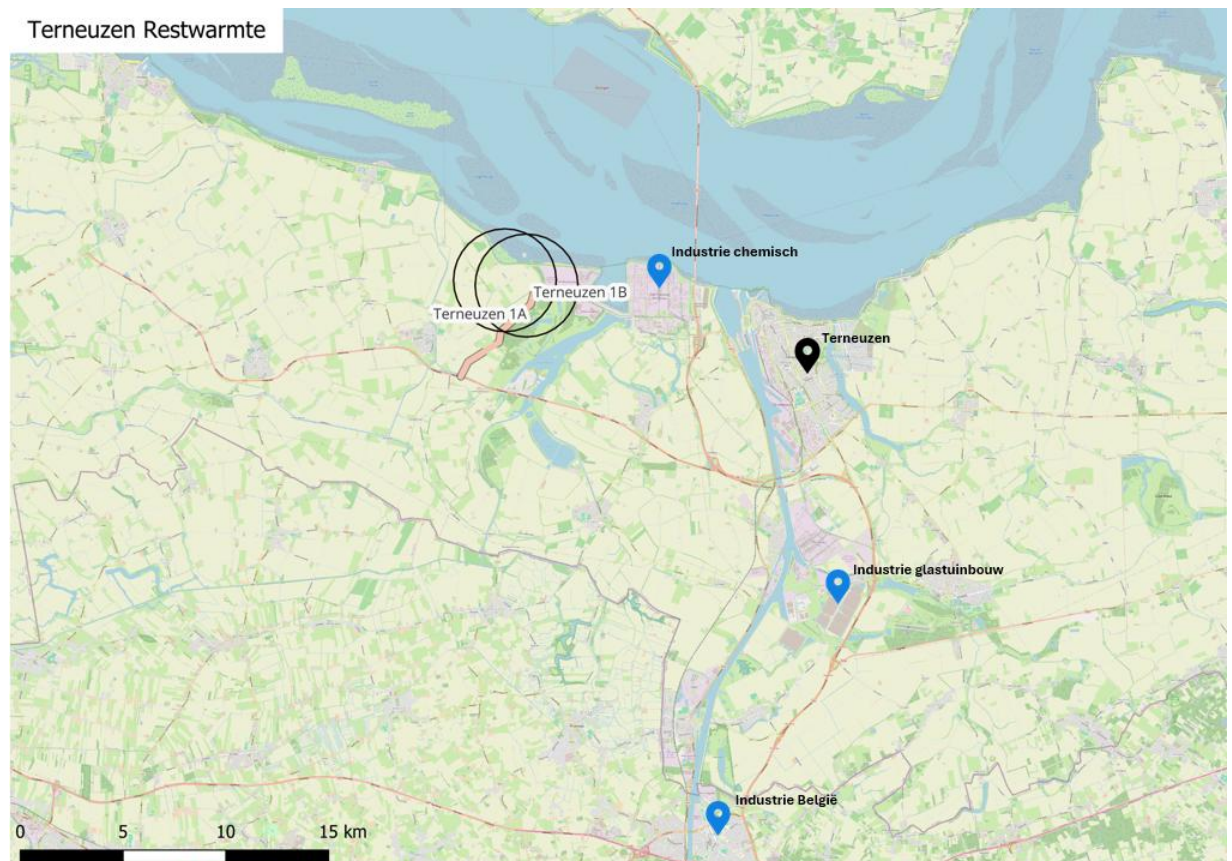 Terneuzen Restwarmte
Industrie chemisch
Terneuzen 1B
Terneuzen 1A
Terneuzen
Industrie glastuinbouw
Industrie België
0 5 10 15 km